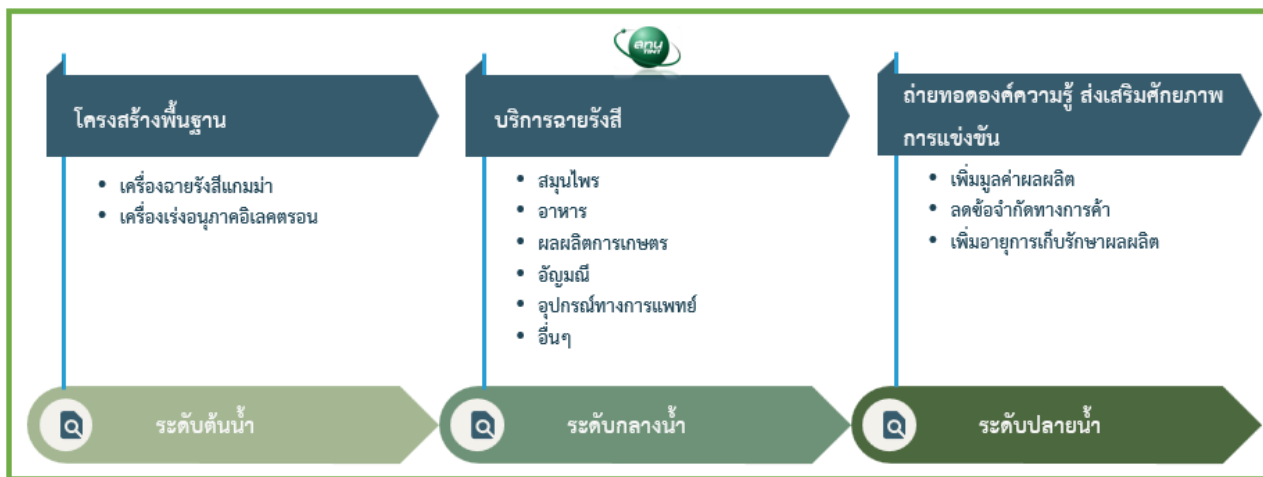 สทน
TINT
โครงสร้างพื้นฐาน
• เครื่องฉายรังสีแกมม่า
• เครื่องเร่งอนุภาคอิเลคตรอน
ระดับต้นน้ำ
บริการฉายรังสี
• สมุนไพร
• อาหาร
• ผลผลิตการเกษตร
• อัญมณี
• อุปกรณ์ทางการแพทย์
• อื่นๆ
ระดับกลางน้ำ
ถ่ายทอดองค์ความรู้ ส่งเสริมศักยภาพ
การแข่งขัน
• เพิ่มมูลค่าผลผลิต
• ลดข้อจำกัดทางการค้า
• เพิ่มอายุการเก็บรักษาผลผลิต
ระดับปลายน้ำ